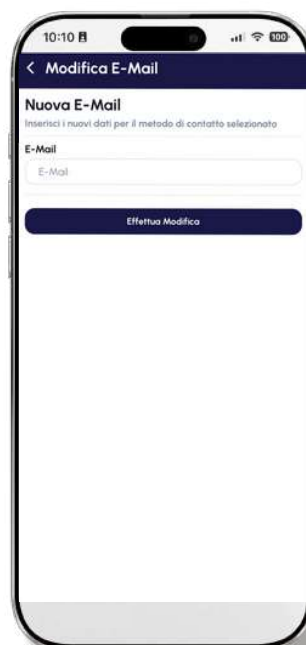 10:10
100
Modifica E-Mail
Nuova E-Mail
Inserisci i nuovi dati per il metodo di contatto selezionato
E-Mail
E-Mail
Effettua Modifica